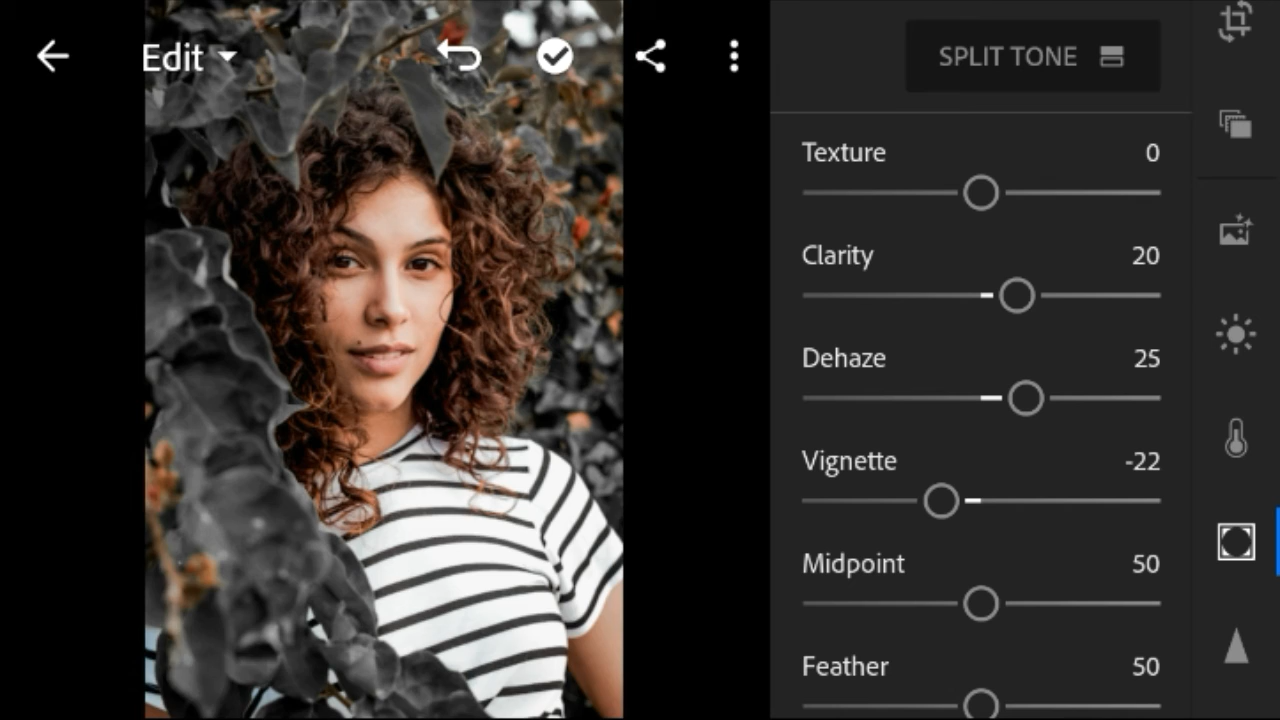 Edit
SPLIT TONE
Texture 0
Clarity 20
Dehaze 25
Vignette -22
Midpoint 50
Feather 50